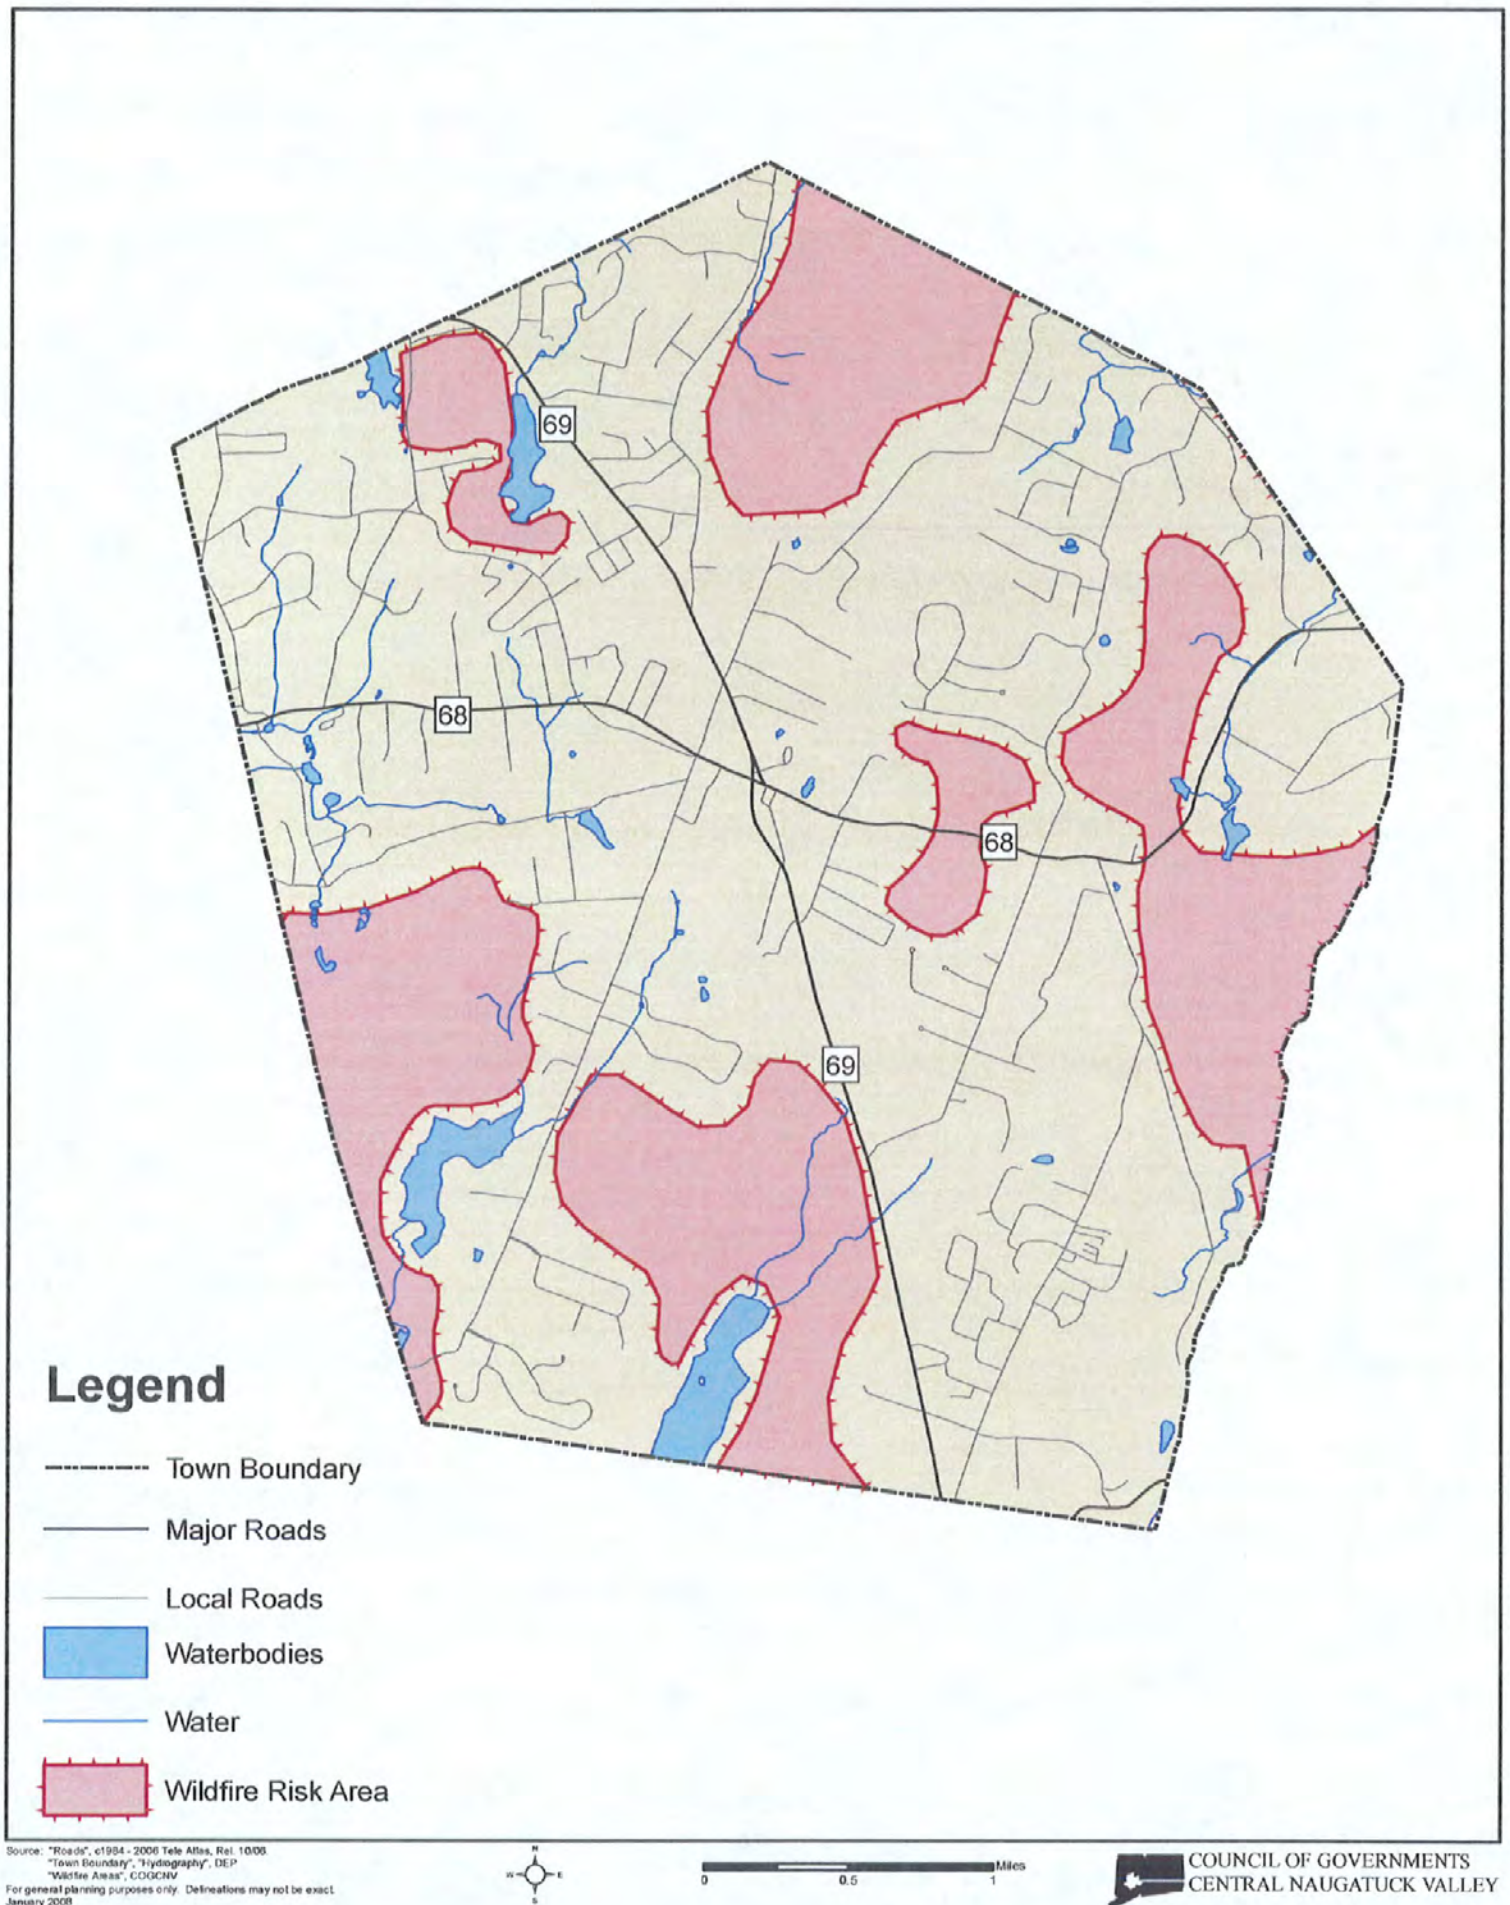 69
68
68
69
Legend
Town Boundary
Major Roads
Local Roads
Waterbodies
Water
Wildfire Risk Area
Source: "Roads", c1984 - 2006 Tele Atlas, Rel. 10/06.
"Town Boundary", "Hydrography", DEP
"Wildfire Areas", COGCNV
For general planning purposes only. Delineations may not be exact.
January 2008
N
W E
S
Miles
0 0.5 1
COUNCIL OF GOVERNMENTS
CENTRAL NAUGATUCK VALLEY